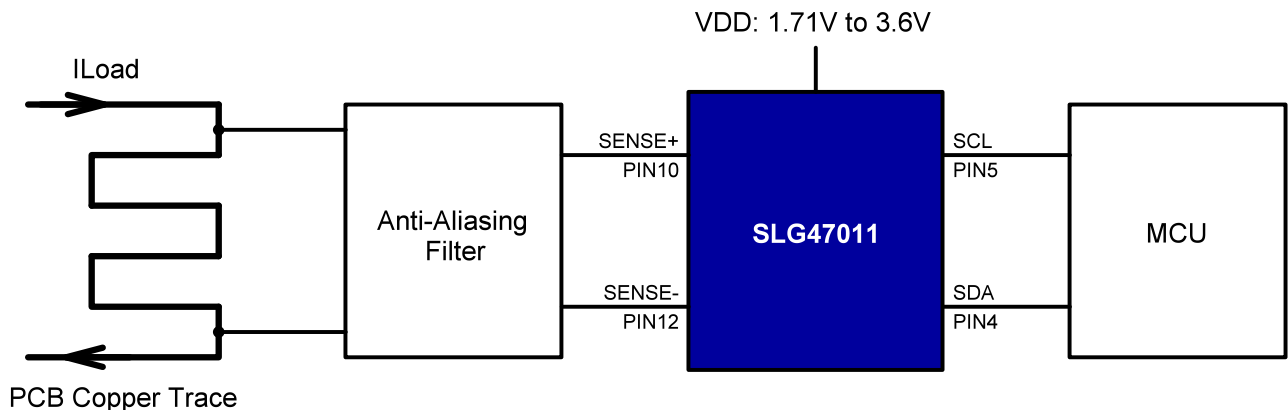 VDD: 1.71V to 3.6V
ILoad
SENSE+
PIN10
SCL
PIN5
Anti-Aliasing
Filter
SLG47011
MCU
SENSE-
PIN12
SDA
PIN4
PCB Copper Trace